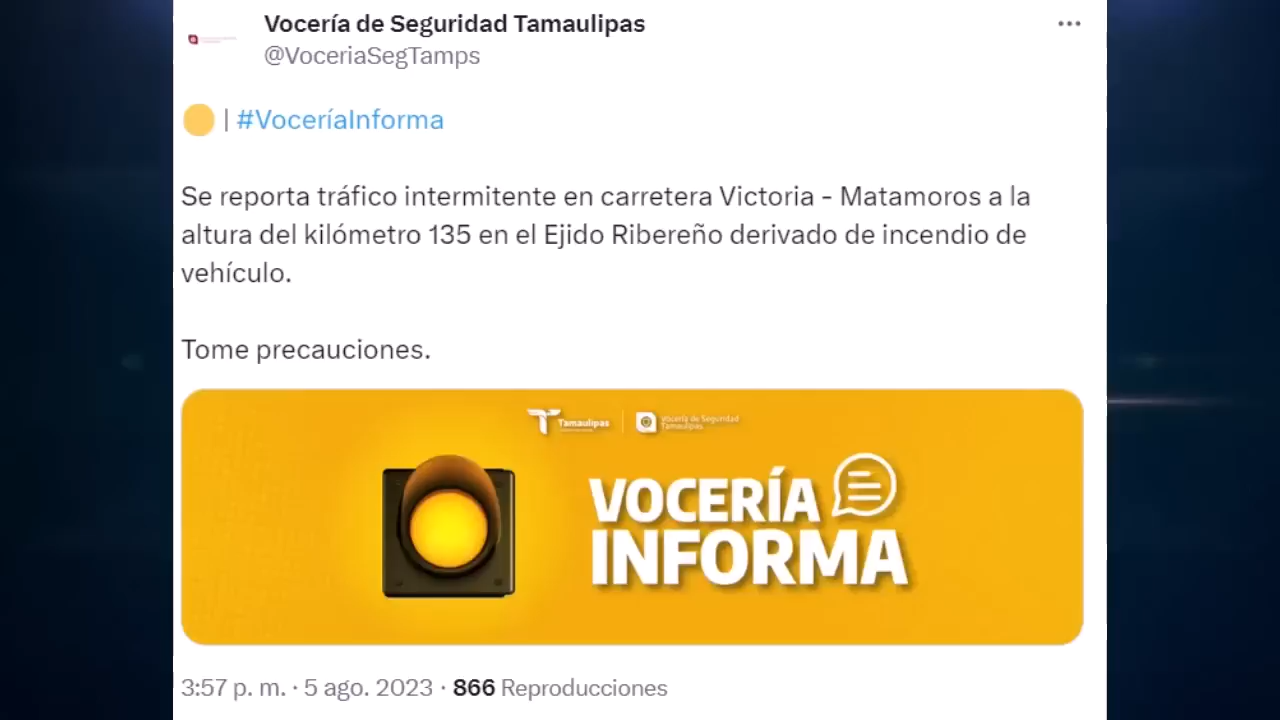 Vocería de Seguridad Tamaulipas
@VoceriaSegTamps
| #VoceríaInforma
Se reporta tráfico intermitente en carretera Victoria - Matamoros a la
altura del kilómetro 135 en el Ejido Ribereño derivado de incendio de
vehículo.
Tome precauciones.
Tamaulipas
Vocería de Seguridad
Tamaulipas
VOCERÍA
INFORMA
3:57 p. m. · 5 ago. 2023 · 866 Reproducciones